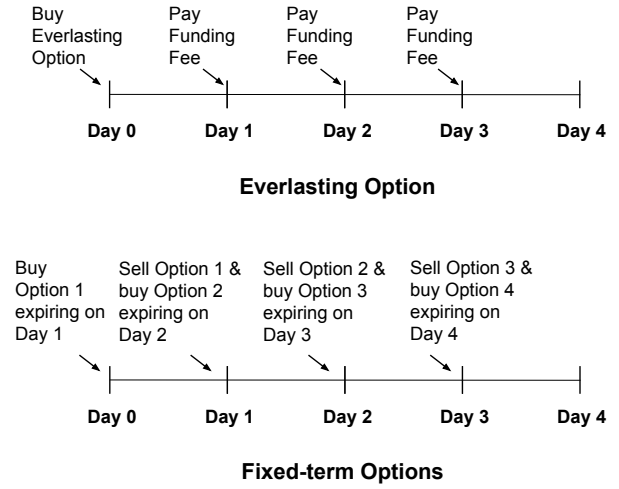 Buy
Everlasting
Option
Pay
Funding
Fee
Pay
Funding
Fee
Pay
Funding
Fee
Day 0
Day 1
Day 2
Day 3
Day 4
Everlasting Option
Buy
Option 1
expiring on
Day 1
Sell Option 1 &
buy Option 2
expiring on
Day 2
Sell Option 2 &
buy Option 3
expiring on
Day 3
Sell Option 3 &
buy Option 4
expiring on
Day 4
Day 0
Day 1
Day 2
Day 3
Day 4
Fixed-term Options